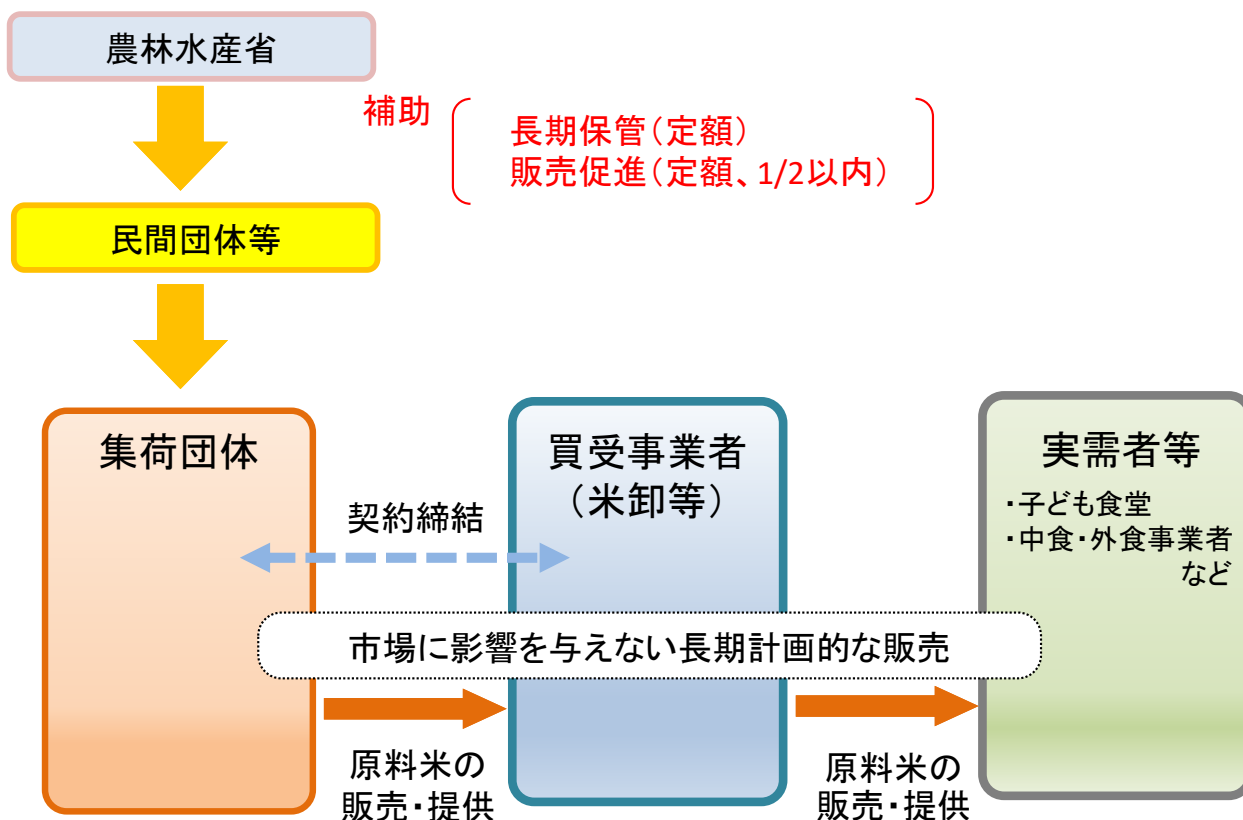 農林水産省
補助
長期保管（定額）
販売促進（定額、1/2以内）
民間団体等
集荷団体
契約締結
買受事業者
（米卸等）
実需者等
・子ども食堂
・中食・外食事業者
など
市場に影響を与えない長期計画的な販売
原料米の
販売・提供
原料米の
販売・提供